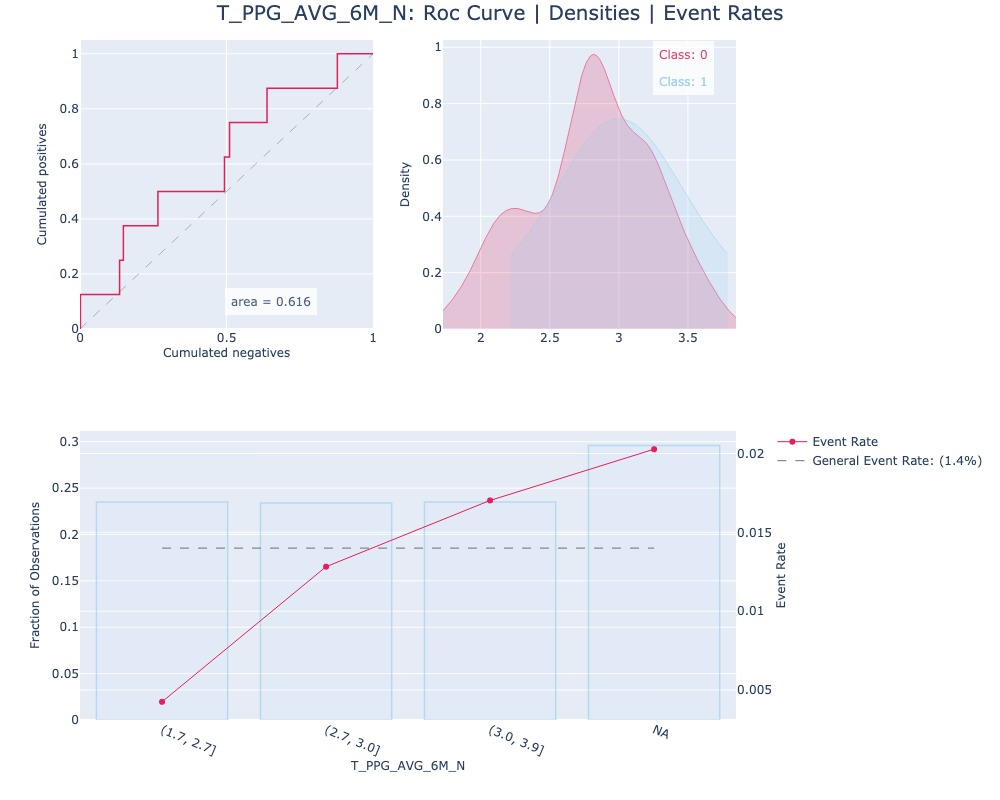 T_PPG_AVG_6M_N: Roc Curve | Densities | Event Rates
1
0.8
0.6
0.4
0.2
0
Cumulated positives
area = 0.616
0
0.5
1
Cumulated negatives
1
0.8
0.6
0.4
0.2
0
Density
Class: 0
Class: 1
2
2.5
3
3.5
0.3
0.25
0.2
0.15
0.1
0.05
0
Fraction of Observations
0.02
0.015
0.01
0.005
Event Rate
(1.7, 2.7]
(2.7, 3.0]
(3.0, 3.9]
NA
T_PPG_AVG_6M_N
Event Rate
General Event Rate: (1.4%)